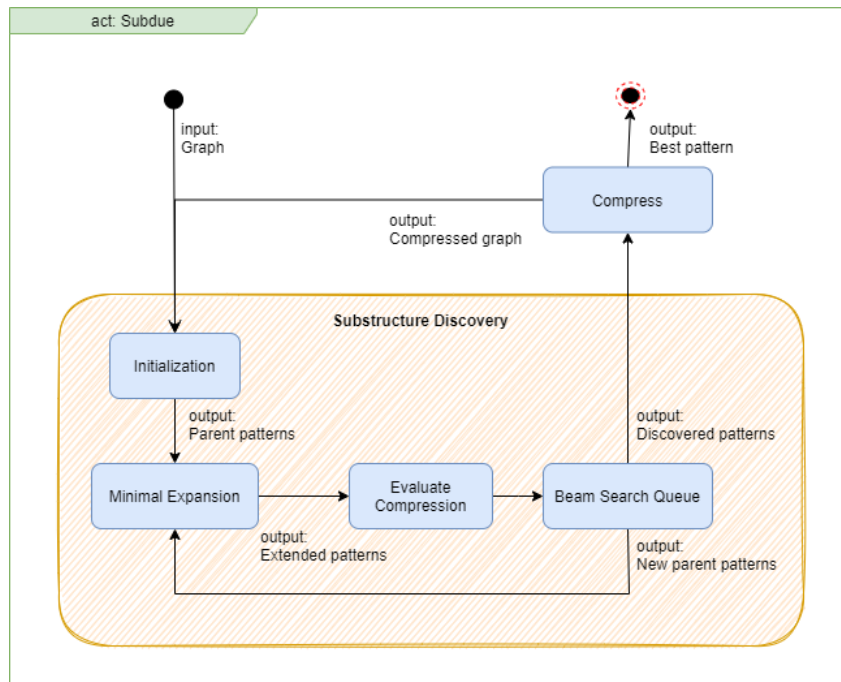 act: Subdue
input:
Graph
output:
Best pattern
Compress
output:
Compressed graph
Substructure Discovery
Initialization
output:
Parent patterns
output:
Discovered patterns
Minimal Expansion
Evaluate
Compression
Beam Search Queue
output:
Extended patterns
output:
New parent patterns